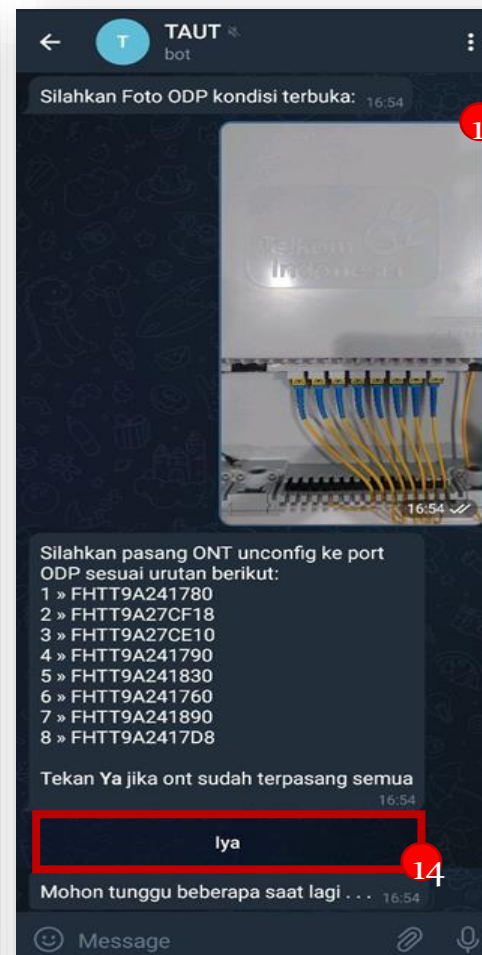 TAUT
T
bot
Silahkan Foto ODP kondisi terbuka: 16:54
Telkom
Indonesia
16:54
Silahkan pasang ONT unconfig ke port
ODP sesuai urutan berikut:
1 » FHTT9A241780
2 » FHTT9A27CF18
3 » FHTT9A27CE10
4 » FHTT9A241790
5 » FHTT9A241830
6 » FHTT9A241760
7 » FHTT9A241890
8 » FHTT9A2417D8
Tekan Ya jika ont sudah terpasang semua
16:54
Iya
14
Mohon tunggu beberapa saat lagi . . . 16:54
Message